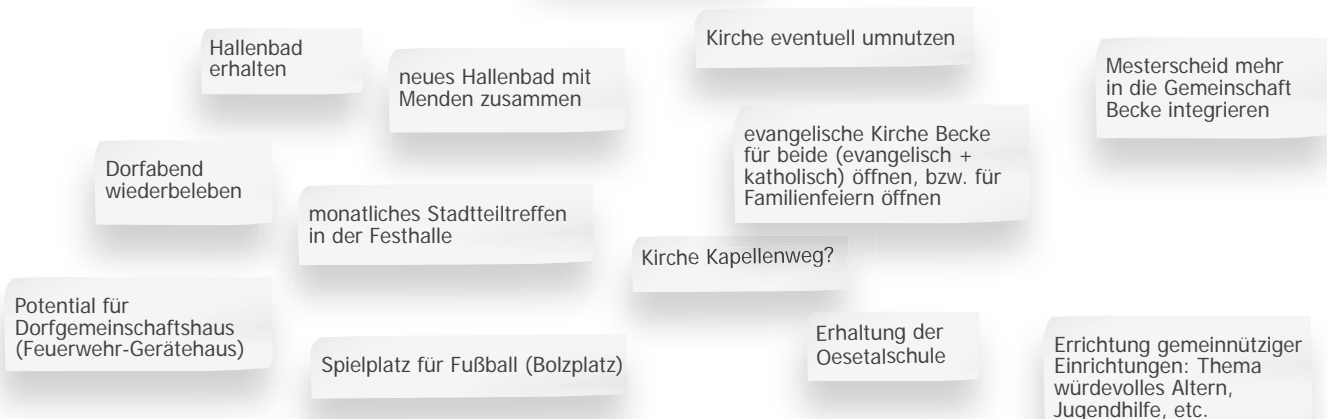 Hallenbad
erhalten
neues Hallenbad mit
Menden zusammen
Kirche eventuell umnutzen
Mesterscheid mehr
in die Gemeinschaft
Becke integrieren
evangelische Kirche Becke
für beide (evangelisch +
katholisch) öffnen, bzw. für
Familienfeiern öffnen
Dorfabend
wiederbeleben
monatliches Stadtteiltreffen
in der Festhalle
Kirche Kapellenweg?
Potential für
Dorfgemeinschaftshaus
(Feuerwehr-Gerätehaus)
Spielplatz für Fußball (Bolzplatz)
Erhaltung der
Oesetalschule
Errichtung gemeinnütziger
Einrichtungen: Thema
würdevolles Altern,
Jugendhilfe, etc.